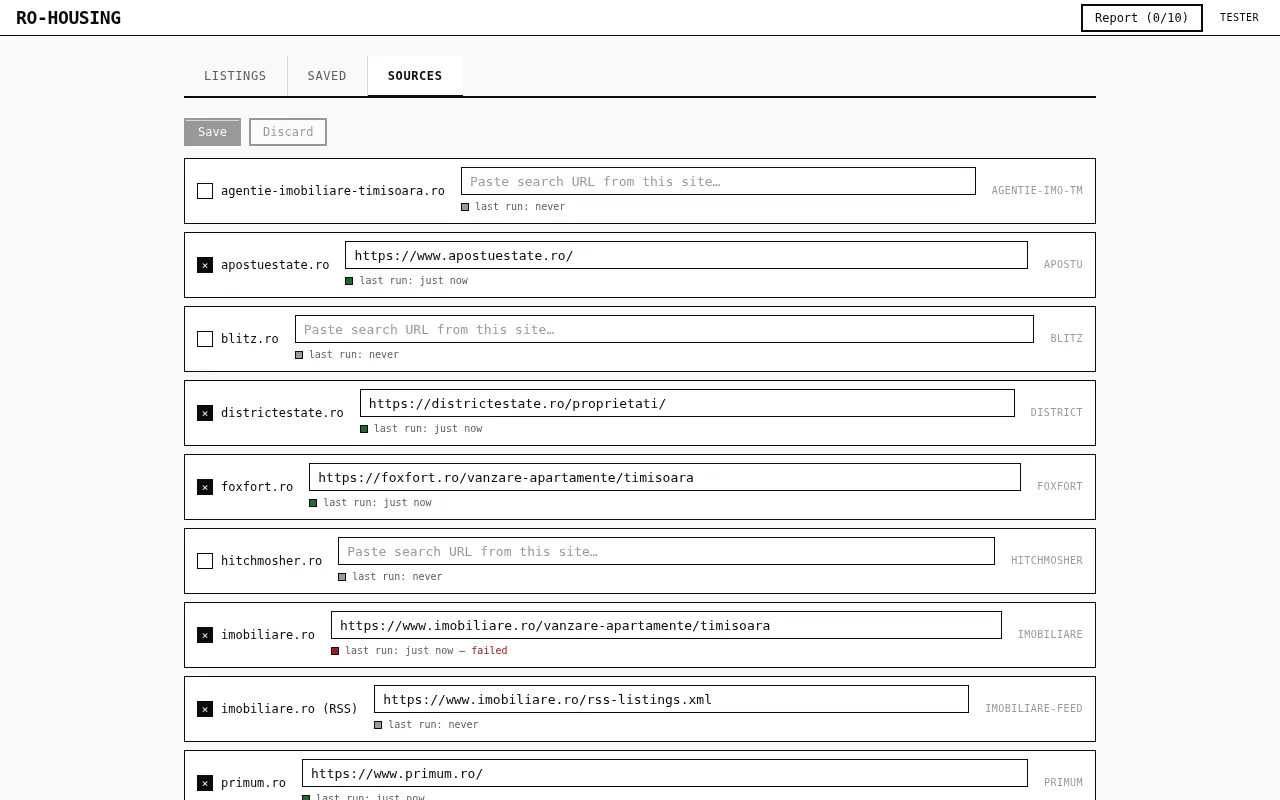 RO-HOUSING
Report (0/10)
TESTER
LISTINGS
SAVED
SOURCES
Save
Discard
agentie-imobiliare-timisoara.ro
Paste search URL from this site…
AGENTIE-IMO-TM
last run: never
apostuestate.ro
https://www.apostuestate.ro/
APOSTU
last run: just now
blitz.ro
Paste search URL from this site…
BLITZ
last run: never
districtestate.ro
https://districtestate.ro/proprietati/
DISTRICT
last run: just now
foxfort.ro
https://foxfort.ro/vanzare-apartamente/timisoara
FOXFORT
last run: just now
hitchmosher.ro
Paste search URL from this site…
HITCHMOSHER
last run: never
imobiliare.ro
https://www.imobiliare.ro/vanzare-apartamente/timisoara
IMOBILIARE
last run: just now — failed
imobiliare.ro (RSS)
https://www.imobiliare.ro/rss-listings.xml
IMOBILIARE-FEED
last run: never
primum.ro
https://www.primum.ro/
PRIMUM
last run: just now